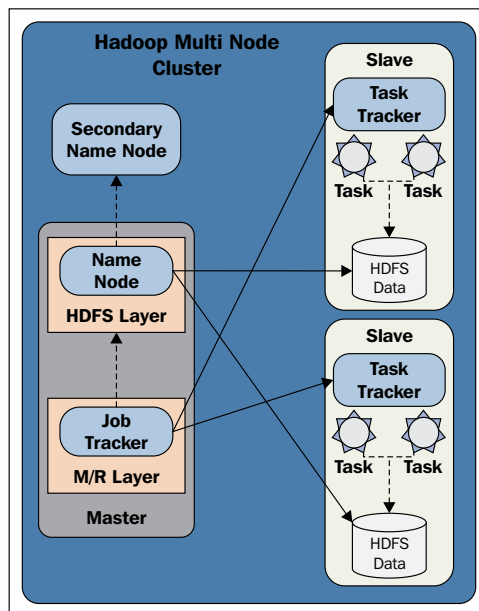 Hadoop Multi Node
Cluster
Secondary
Name Node
Name
Node
HDFS Layer
Job
Tracker
M/R Layer
Master
Slave
Task
Tracker
Task Task
HDFS
Data
Slave
Task
Tracker
Task Task
HDFS
Data